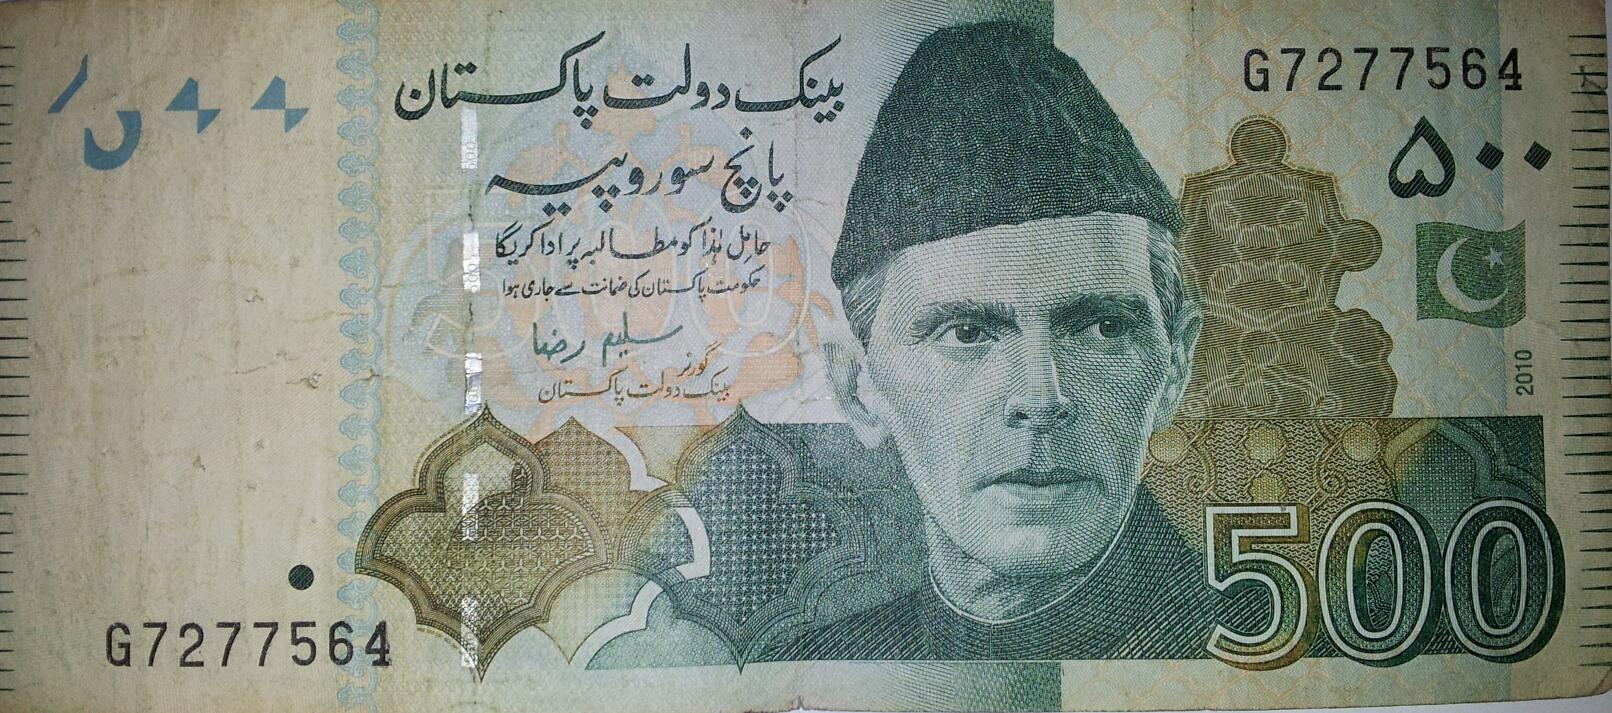 بینک دولت پاکستان
G7277564
پانچ سو روپیہ
۵۰۰
حاملِ ہٰذا کو مطالبہ پر ادا کریگا
حکومت پاکستان کی ضمانت سے جاری ہوا
سلیم رضا
گورنر
بینک دولت پاکستان
2010
500
G7277564